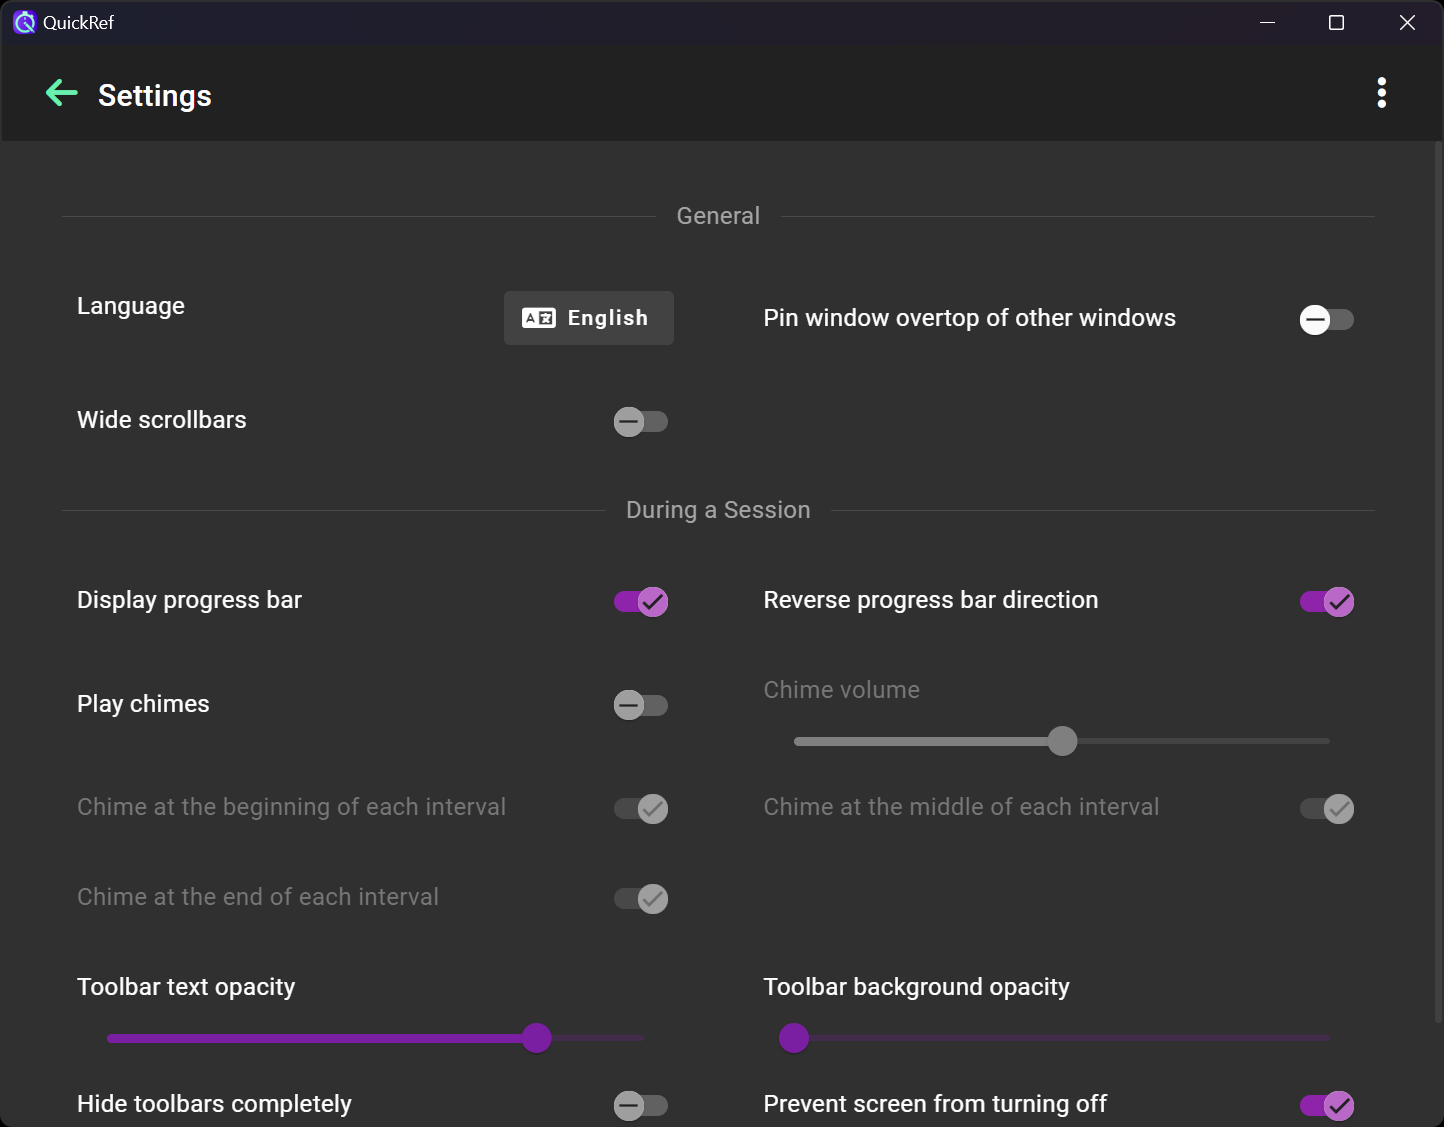 QuickRef
Settings
General
Language
English
Pin window overtop of other windows
Wide scrollbars
During a Session
Display progress bar
Reverse progress bar direction
Play chimes
Chime volume
Chime at the beginning of each interval
Chime at the middle of each interval
Chime at the end of each interval
Toolbar text opacity
Toolbar background opacity
Hide toolbars completely
Prevent screen from turning off